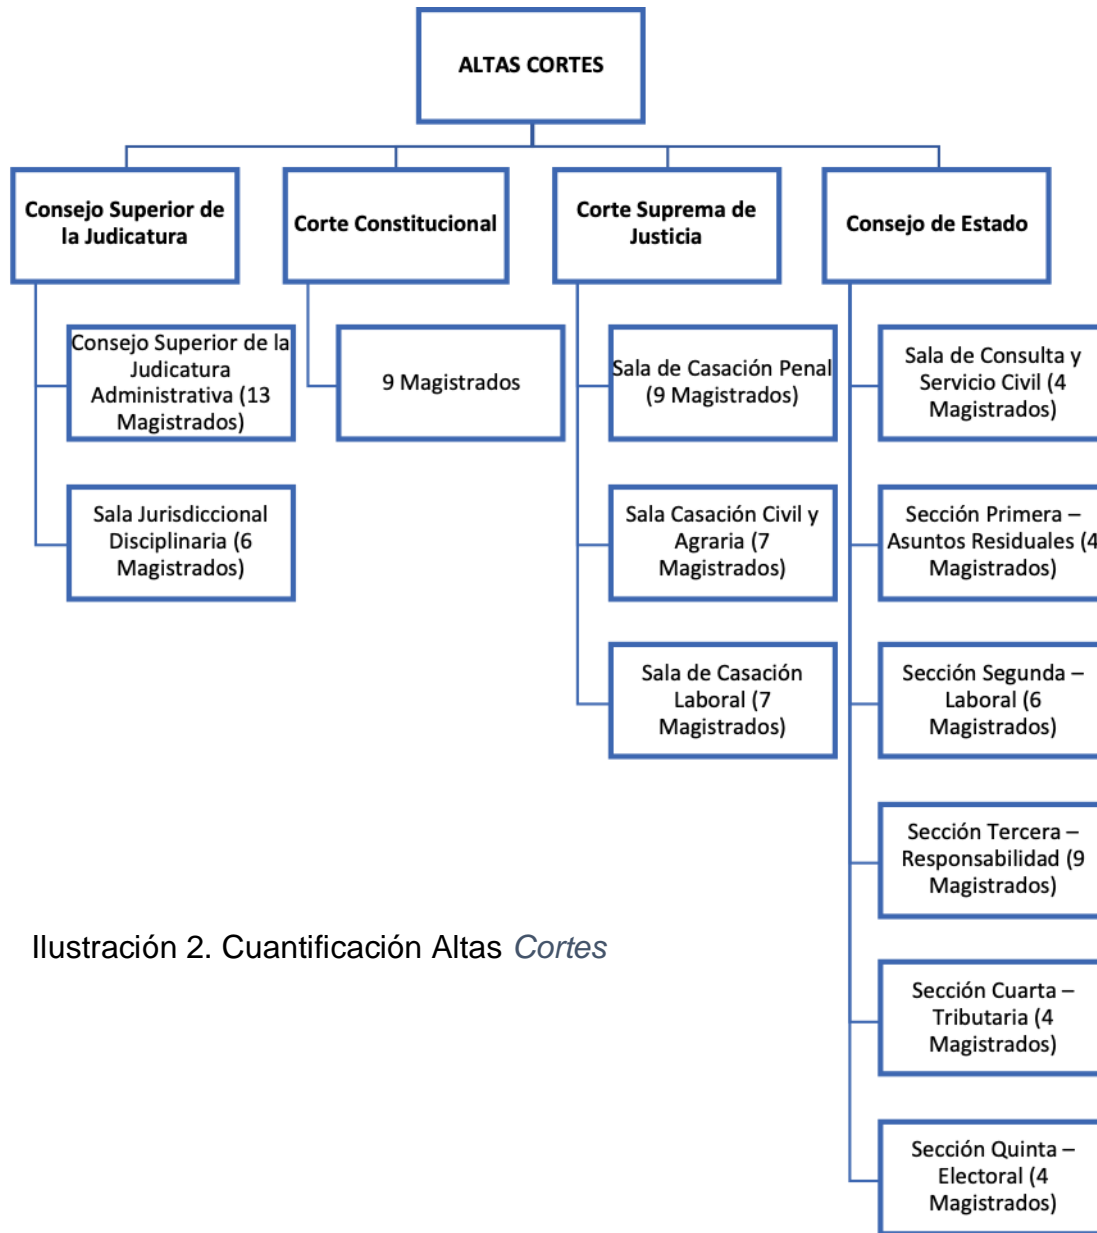 ALTAS CORTES
Consejo Superior de
la Judicatura
Consejo Superior de la
Judicatura
Administrativa (13
Magistrados)
Sala Jurisdiccional
Disciplinaria (6
Magistrados)
Corte Constitucional
9 Magistrados
Corte Suprema de
Justicia
Sala de Casación Penal
(9 Magistrados)
Sala Casación Civil y
Agraria (7
Magistrados)
Sala de Casación
Laboral (7
Magistrados)
Consejo de Estado
Sala de Consulta y
Servicio Civil (4
Magistrados)
Sección Primera –
Asuntos Residuales (4
Magistrados)
Sección Segunda –
Laboral (6
Magistrados)
Sección Tercera –
Responsabilidad (9
Magistrados)
Sección Cuarta –
Tributaria (4
Magistrados)
Sección Quinta –
Electoral (4
Magistrados)
Ilustración 2. Cuantificación Altas Cortes